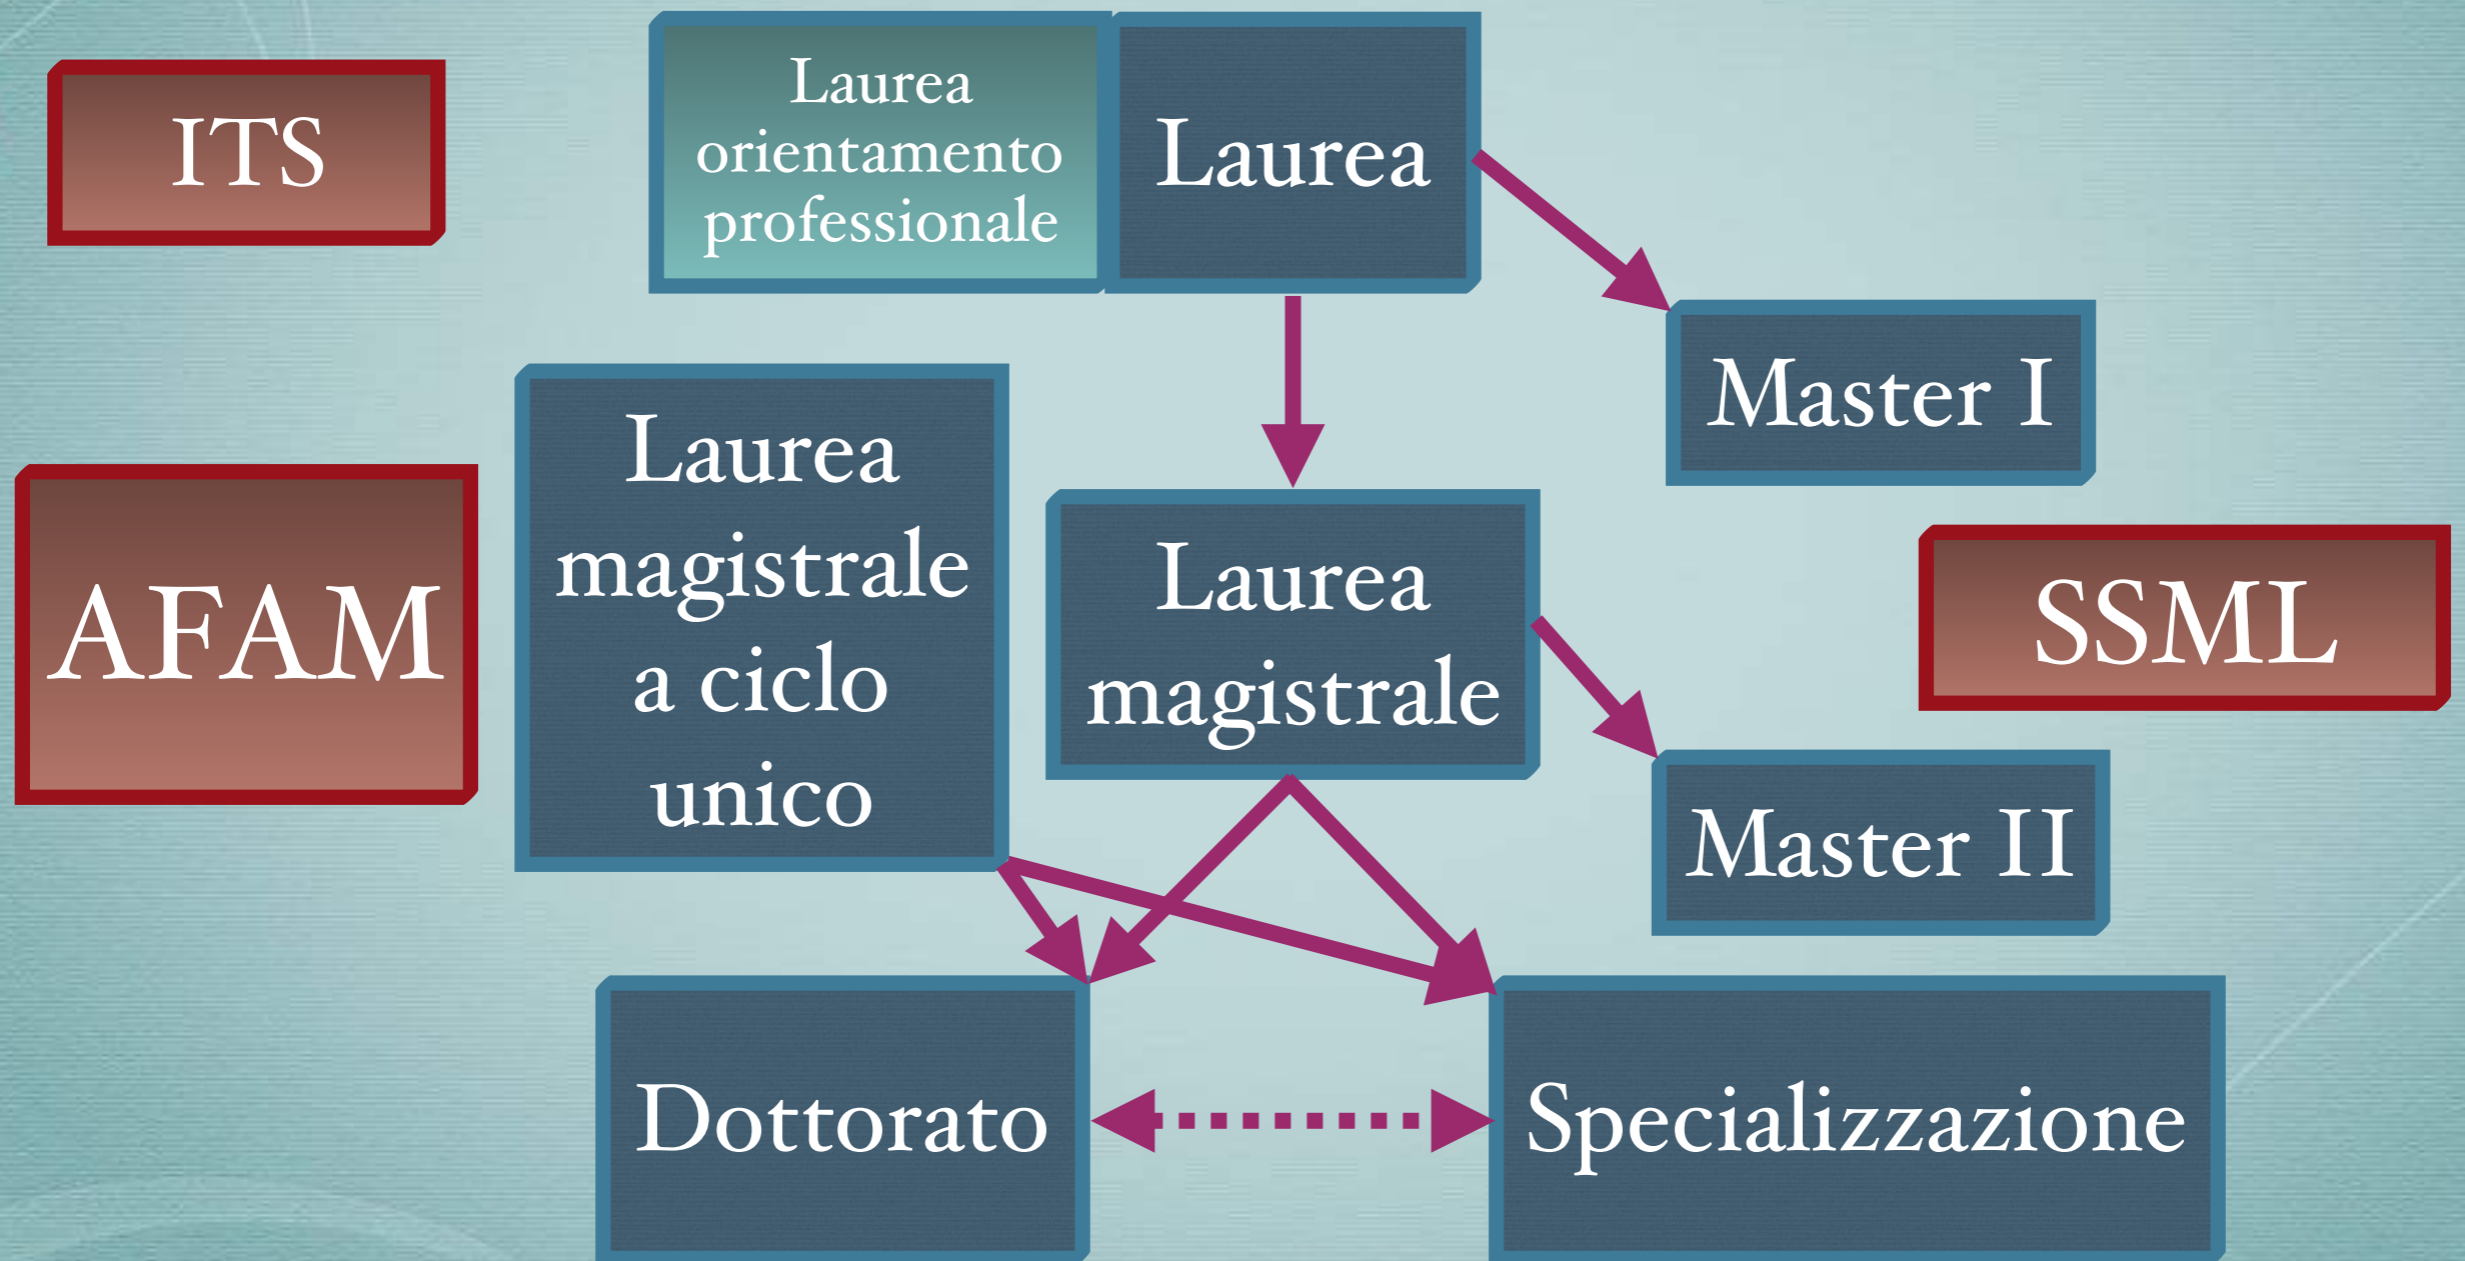 ITS
Laurea
orientamento
professionale
Laurea
Master I
Laurea
magistrale
a ciclo
unico
AFAM
Laurea
magistrale
SSML
Master II
Dottorato
Specializzazione